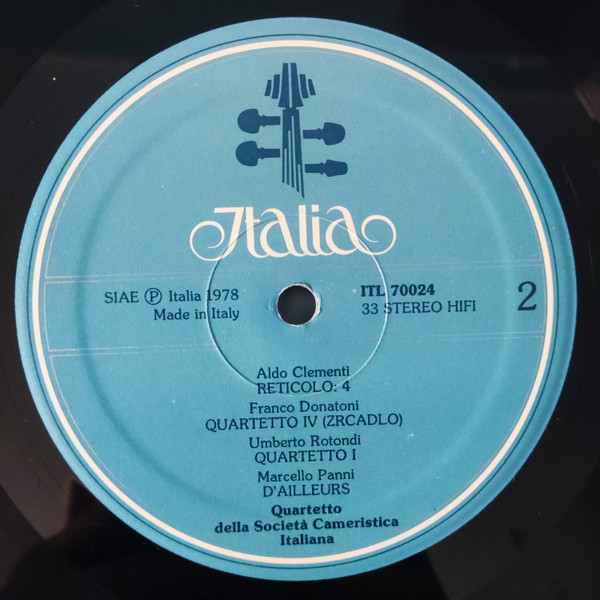 Italia
SIAE Ⓟ Italia 1978
Made in Italy
ITL 70024
33 STEREO HIFI
2
Aldo Clementi
RETICOLO: 4
Franco Donatoni
QUARTETTO IV (ZRCADLO)
Umberto Rotondi
QUARTETTO I
Marcello Panni
D'AILLEURS
Quartetto
della Società Cameristica
Italiana